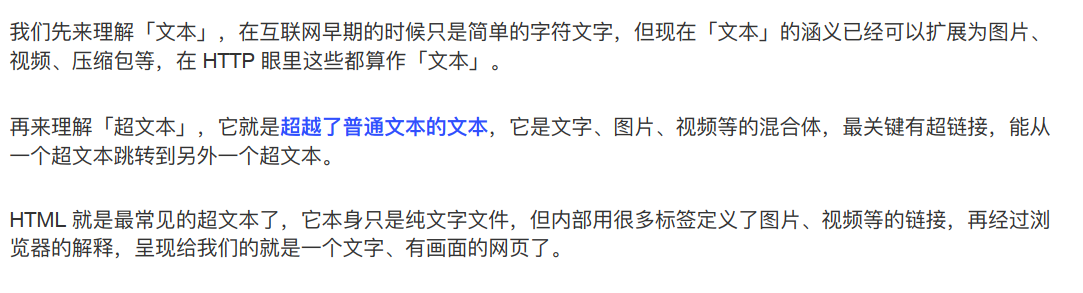 我们先来理解「文本」，在互联网早期的时候只是简单的字符文字，但现在「文本」的涵义已经可以扩展为图片、
视频、压缩包等，在 HTTP 眼里这些都算作「文本」。
再来理解「超文本」，它就是超越了普通文本的文本，它是文字、图片、视频等的混合体，最关键有超链接，能从
一个超文本跳转到另外一个超文本。
HTML 就是最常见的超文本了，它本身只是纯文字文件，但内部用很多标签定义了图片、视频等的链接，再经过浏
览器的解释，呈现给我们的就是一个文字、有画面的网页了。